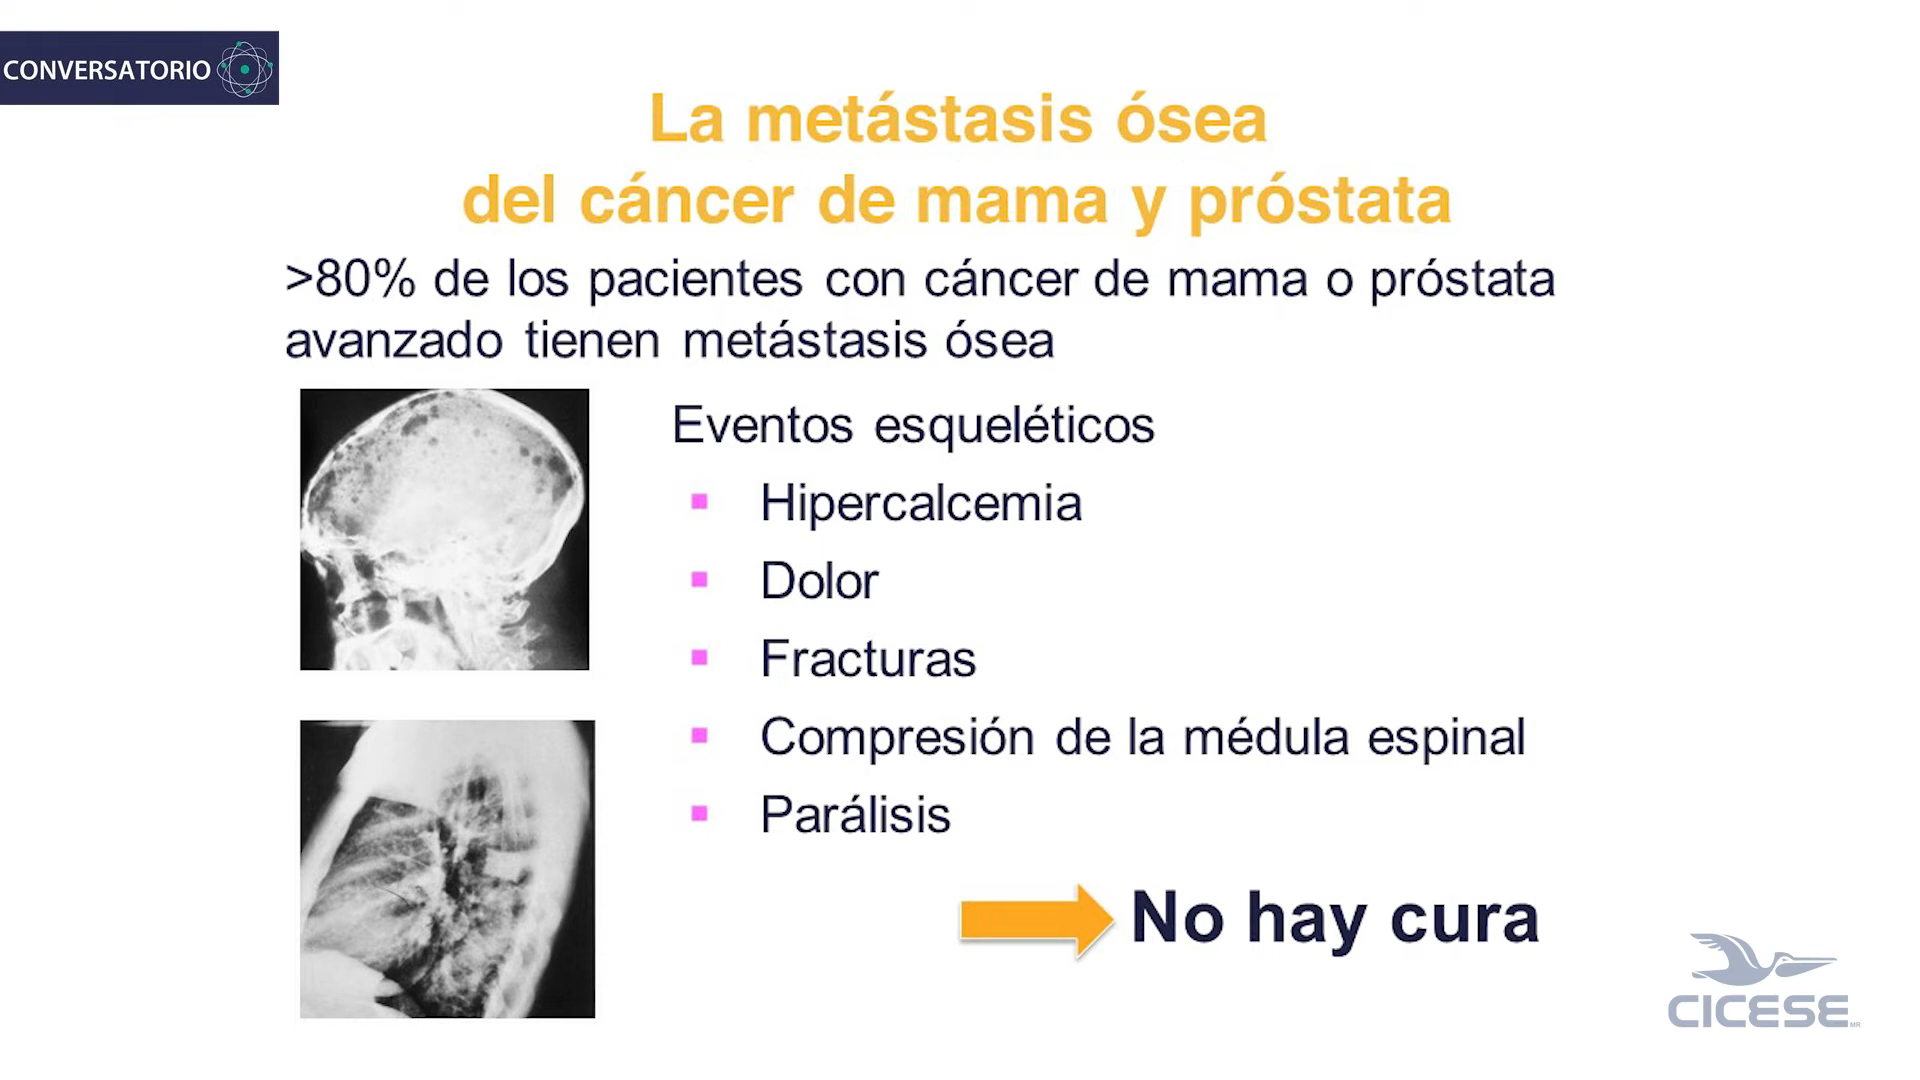 CONVERSATORIO
La metástasis ósea
del cáncer de mama y próstata
>80% de los pacientes con cáncer de mama o próstata
avanzado tienen metástasis ósea
Eventos esqueléticos
▪ Hipercalcemia
▪ Dolor
▪ Fracturas
▪ Compresión de la médula espinal
▪ Parálisis
No hay cura
CICESE MR